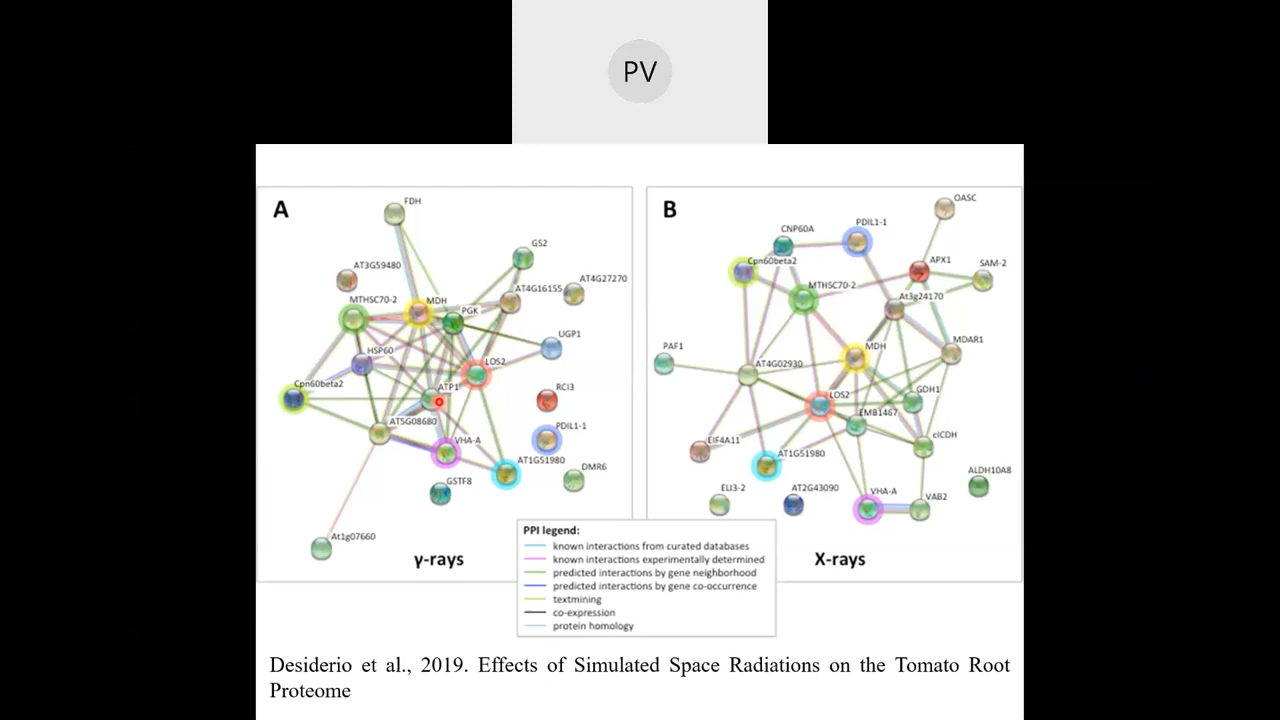 PV
A
FDH
GS2
AT3G59480
AT4G27270
AT4G16155
MTHSC70-2
MDH
PGK
UGP1
HSP60
LOS2
Cpn60beta2
ATP1
RCI3
AT5G08680
PDIL1-1
VHA-A
AT1G51980
DMR6
GSTF8
At1g07660
γ-rays
B
OASC
CNP60A
PDIL1-1
Cpn60beta2
APX1
SAM-2
MTHSC70-2
At3g24170
PAF1
MDH
MDAR1
AT4G02930
LOS2
GDH1
EMB1467
EIF4A11
cICDH
AT1G51980
ALDH10A8
ELI3-2
AT2G43090
VHA-A
VAB2
X-rays
PPI legend:
known interactions from curated databases
known interactions experimentally determined
predicted interactions by gene neighborhood
predicted interactions by gene co-occurrence
textmining
co-expression
protein homology
Desiderio et al., 2019. Effects of Simulated Space Radiations on the Tomato Root
Proteome